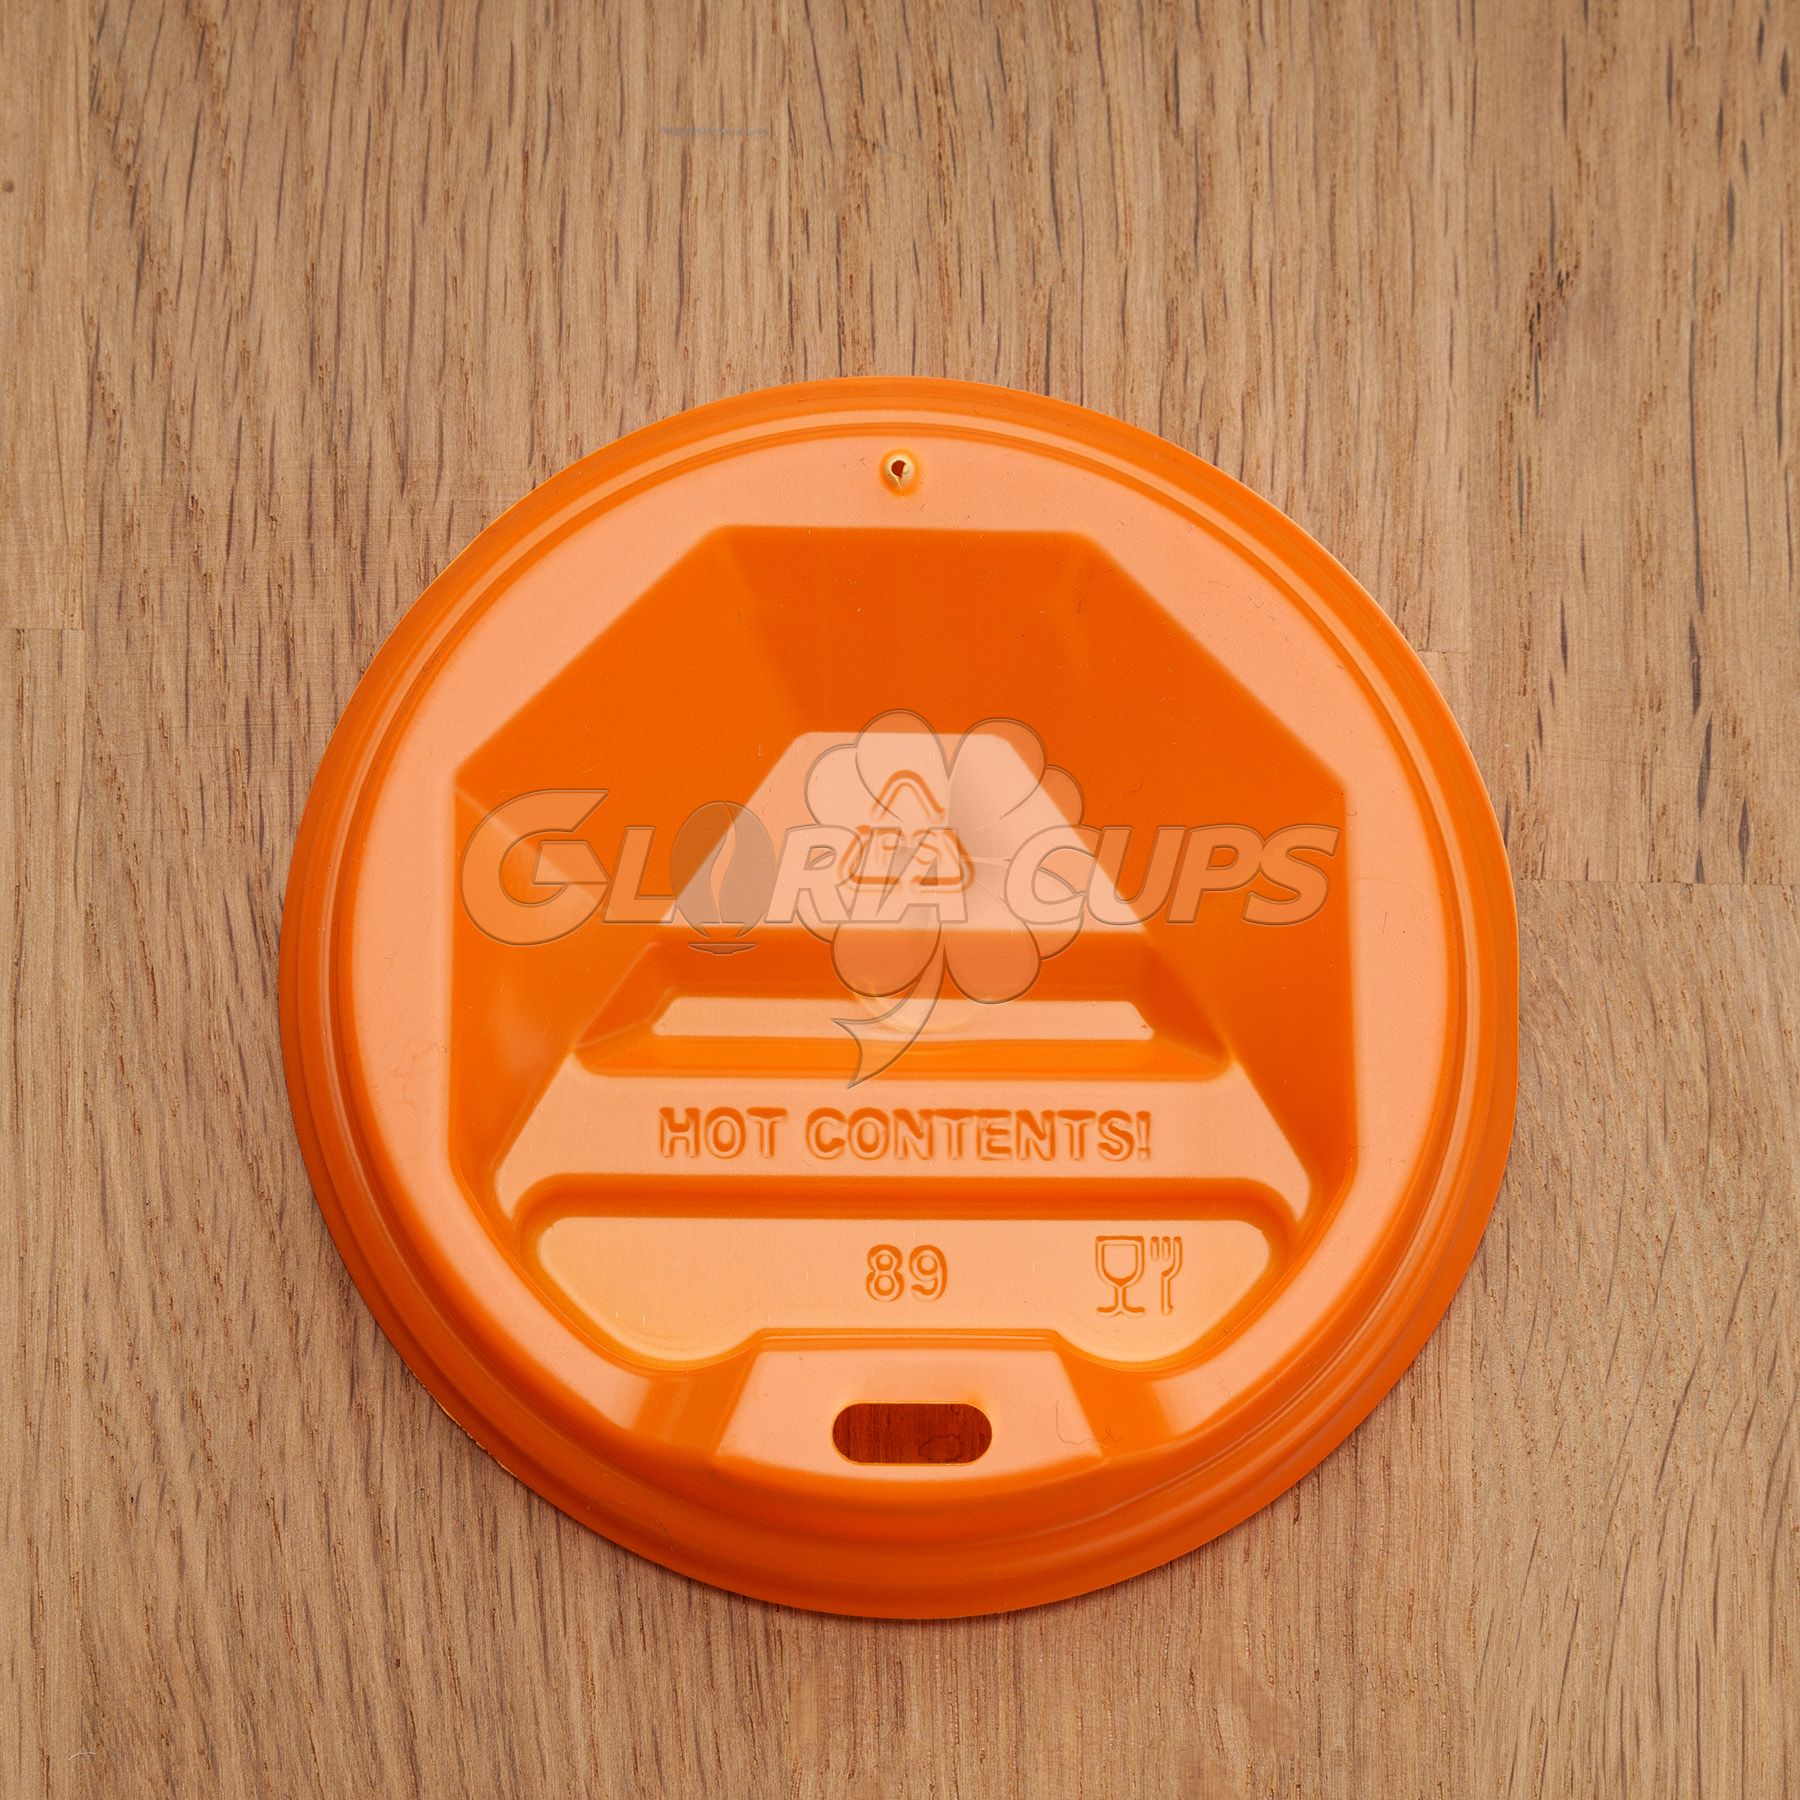 PS
GLORIA CUPS
HOT CONTENTS!
89